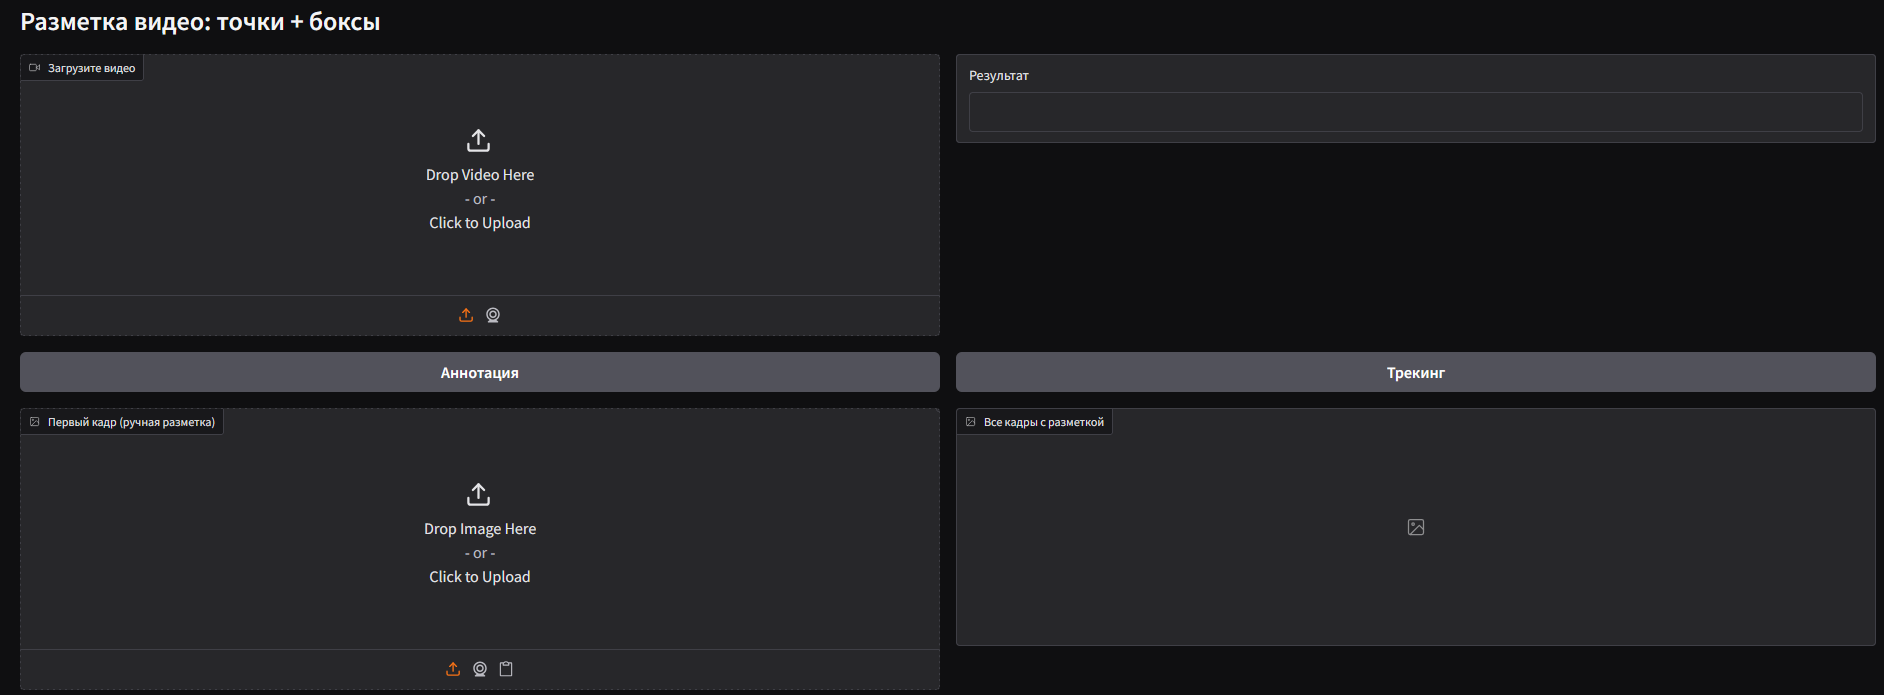 Разметка видео: точки + боксы
Загрузите видео
Drop Video Here
- or -
Click to Upload
Результат
Аннотация
Трекинг
Первый кадр (ручная разметка)
Drop Image Here
- or -
Click to Upload
Все кадры с разметкой